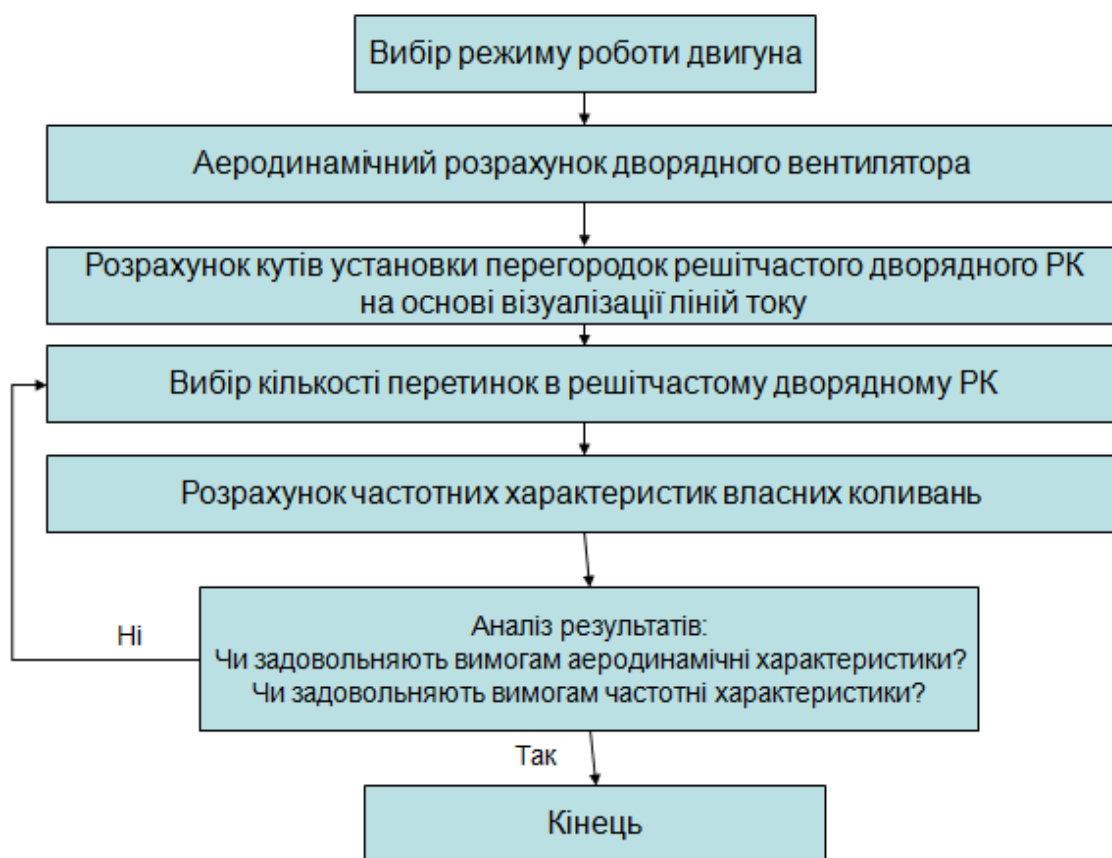 Вибір режиму роботи двигуна
Аеродинамічний розрахунок дворядного вентилятора
Розрахунок кутів установки перегородок решітчастого дворядного РК
на основі візуалізації ліній току
Вибір кількості перетинок в решітчастому дворядному РК
Розрахунок частотних характеристик власних коливань
Аналіз результатів:
Чи задовольняють вимогам аеродинамічні характеристики?
Чи задовольняють вимогам частотні характеристики?
Ні
Так
Кінець